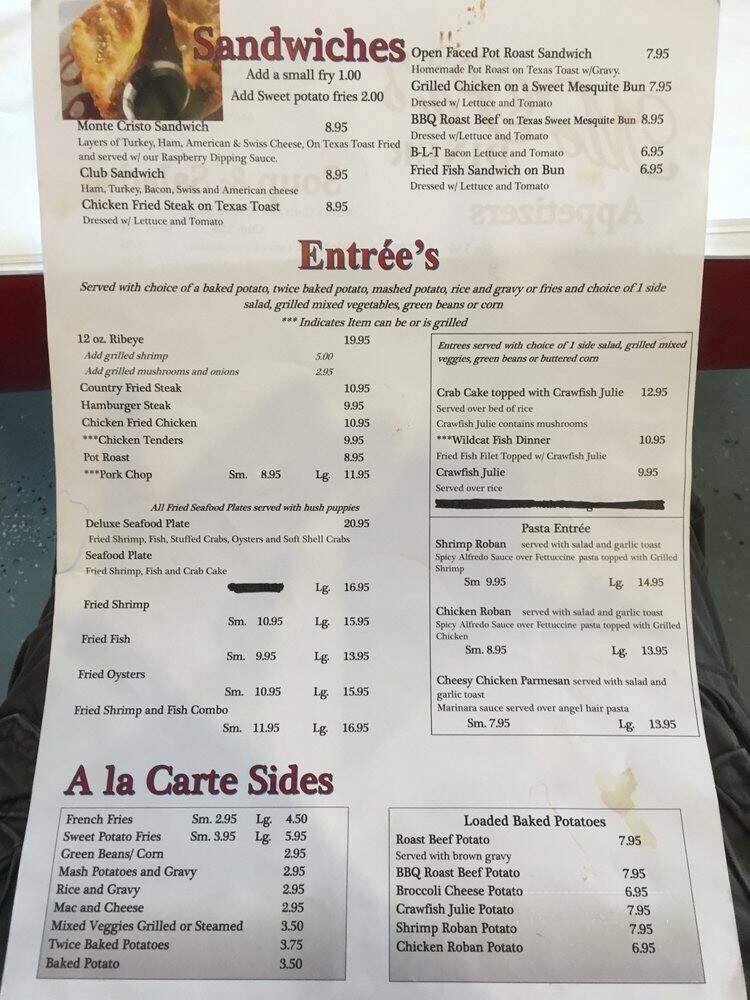 Sandwiches
Add a small fry 1.00
Add Sweet potato fries 2.00
Monte Cristo Sandwich 8.95
Layers of Turkey, Ham, American & Swiss Cheese, On Texas Toast Fried
and served w/ our Raspberry Dipping Sauce.
Club Sandwich 8.95
Ham, Turkey, Bacon, Swiss and American cheese
Chicken Fried Steak on Texas Toast 8.95
Dressed w/ Lettuce and Tomato
Open Faced Pot Roast Sandwich 7.95
Homemade Pot Roast on Texas Toast w/Gravy.
Grilled Chicken on a Sweet Mesquite Bun 7.95
Dressed w/ Lettuce and Tomato
BBQ Roast Beef on Texas Sweet Mesquite Bun 8.95
Dressed w/Lettuce and Tomato
B-L-T Bacon Lettuce and Tomato 6.95
Fried Fish Sandwich on Bun 6.95
Dressed w/ Lettuce and Tomato
Appetizers
Entrée's
Served with choice of a baked potato, twice baked potato, mashed potato, rice and gravy or fries and choice of 1 side
salad, grilled mixed vegetables, green beans or corn
*** Indicates Item can be or is grilled
12 oz. Ribeye 19.95
Add grilled shrimp 5.00
Add grilled mushrooms and onions 2.95
Country Fried Steak 10.95
Hamburger Steak 9.95
Chicken Fried Chicken 10.95
***Chicken Tenders 9.95
Pot Roast 8.95
***Pork Chop Sm. 8.95 Lg. 11.95
All Fried Seafood Plates served with hush puppies
Deluxe Seafood Plate 20.95
Fried Shrimp, Fish, Stuffed Crabs, Oysters and Soft Shell Crabs
Seafood Plate
Fried Shrimp, Fish and Crab Cake
Lg. 16.95
Fried Shrimp
Sm. 10.95 Lg. 15.95
Fried Fish
Sm. 9.95 Lg. 13.95
Fried Oysters
Sm. 10.95 Lg. 15.95
Fried Shrimp and Fish Combo
Sm. 11.95 Lg. 16.95
Entrees served with choice of 1 side salad, grilled mixed
veggies, green beans or buttered corn
Crab Cake topped with Crawfish Julie 12.95
Served over bed of rice
Crawfish Julie contains mushrooms
***Wildcat Fish Dinner 10.95
Fried Fish Filet Topped w/ Crawfish Julie
Crawfish Julie 9.95
Served over rice
Pasta Entrée
Shrimp Roban served with salad and garlic toast
Spicy Alfredo Sauce over Fettuccine pasta topped with Grilled
Shrimp
Sm 9.95 Lg. 14.95
Chicken Roban served with salad and garlic toast
Spicy Alfredo Sauce over Fettuccine pasta topped with Grilled
Chicken
Sm. 8.95 Lg. 13.95
Cheesy Chicken Parmesan served with salad and
garlic toast
Marinara sauce served over angel hair pasta
Sm. 7.95 Lg. 13.95
A la Carte Sides
French Fries Sm. 2.95 Lg. 4.50
Sweet Potato Fries Sm. 3.95 Lg. 5.95
Green Beans/ Corn 2.95
Mash Potatoes and Gravy 2.95
Rice and Gravy 2.95
Mac and Cheese 2.95
Mixed Veggies Grilled or Steamed 3.50
Twice Baked Potatoes 3.75
Baked Potato 3.50
Loaded Baked Potatoes
Roast Beef Potato 7.95
Served with brown gravy
BBQ Roast Beef Potato 7.95
Broccoli Cheese Potato 6.95
Crawfish Julie Potato 7.95
Shrimp Roban Potato 7.95
Chicken Roban Potato 6.95